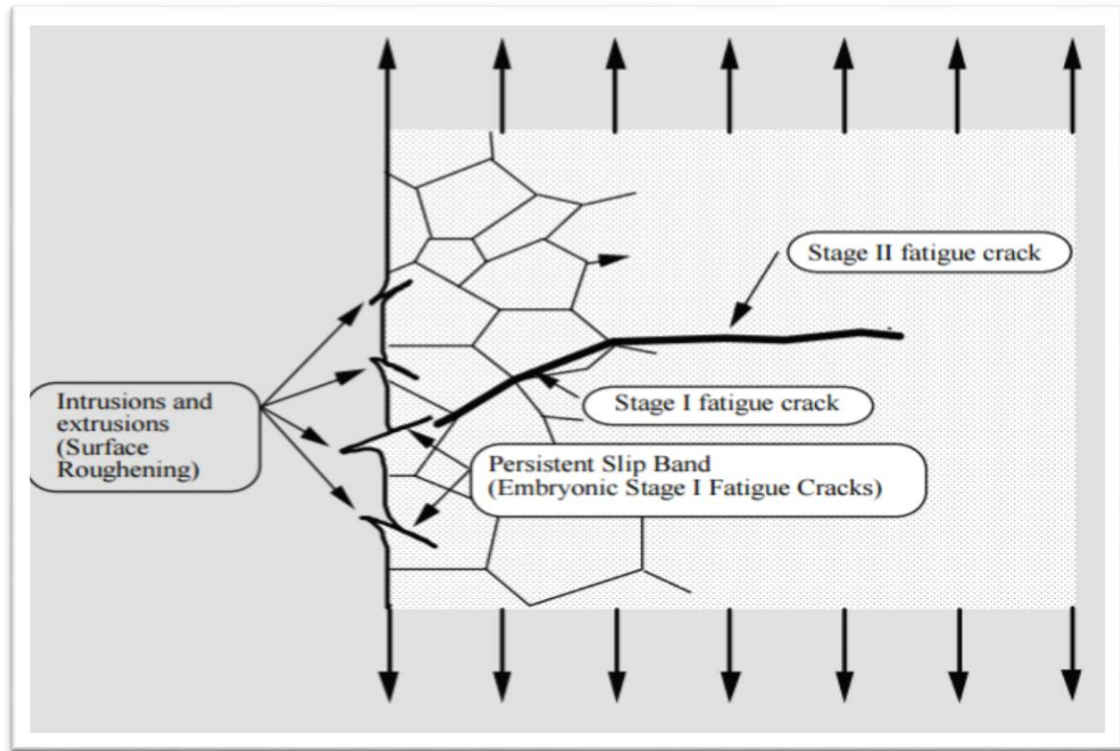 Stage II fatigue crack
Stage I fatigue crack
Intrusions and
extrusions
(Surface
Roughening)
Persistent Slip Band
(Embryonic Stage I Fatigue Cracks)